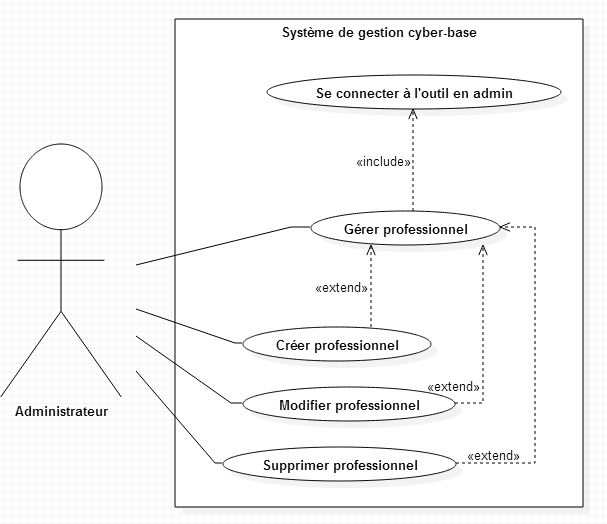 Système de gestion cyber-base
Se connecter à l'outil en admin
«include»
Gérer professionnel
«extend»
Créer professionnel
«extend»
Modifier professionnel
Administrateur
«extend»
Supprimer professionnel